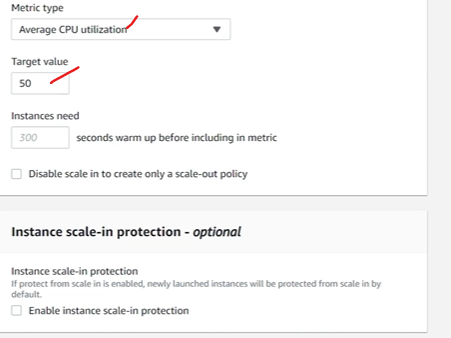 Metric type
Average CPU utilization
Target value
50
Instances need
300 seconds warm up before including in metric
Disable scale in to create only a scale-out policy
Instance scale-in protection - optional
Instance scale-in protection
If protect from scale in is enabled, newly launched instances will be protected from scale in by
default.
Enable instance scale-in protection